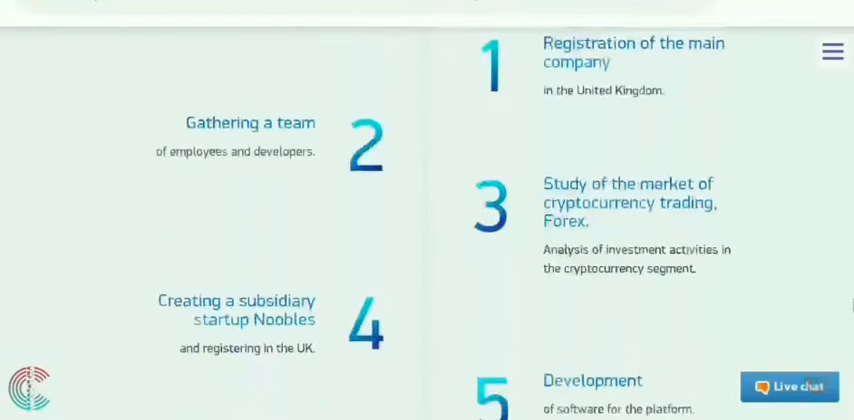 1
Registration of the main
company
in the United Kingdom.
2
Gathering a team
of employees and developers.
3
Study of the market of
cryptocurrency trading,
Forex.
Analysis of investment activities in
the cryptocurrency segment.
4
Creating a subsidiary
startup Noobles
and registering in the UK.
5
Development
of software for the platform.
Live chat